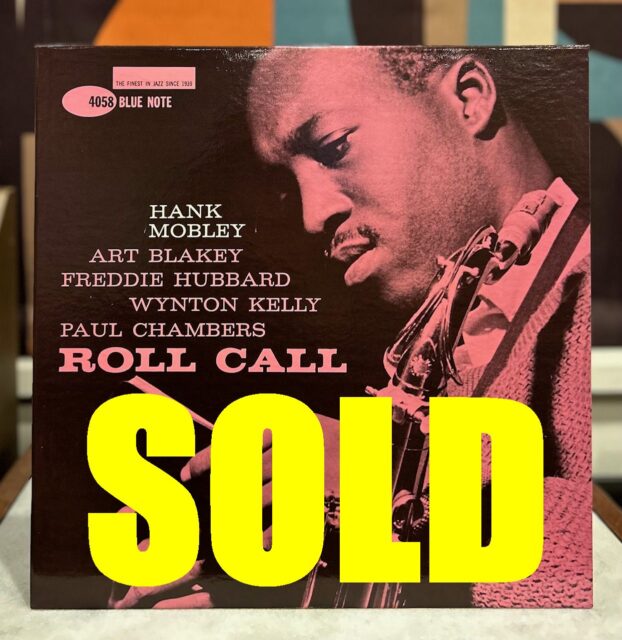 THE FINEST IN JAZZ SINCE 1939
4058 BLUE NOTE
HANK
MOBLEY
ART BLAKEY
FREDDIE HUBBARD
WYNTON KELLY
PAUL CHAMBERS
ROLL CALL
SOLD